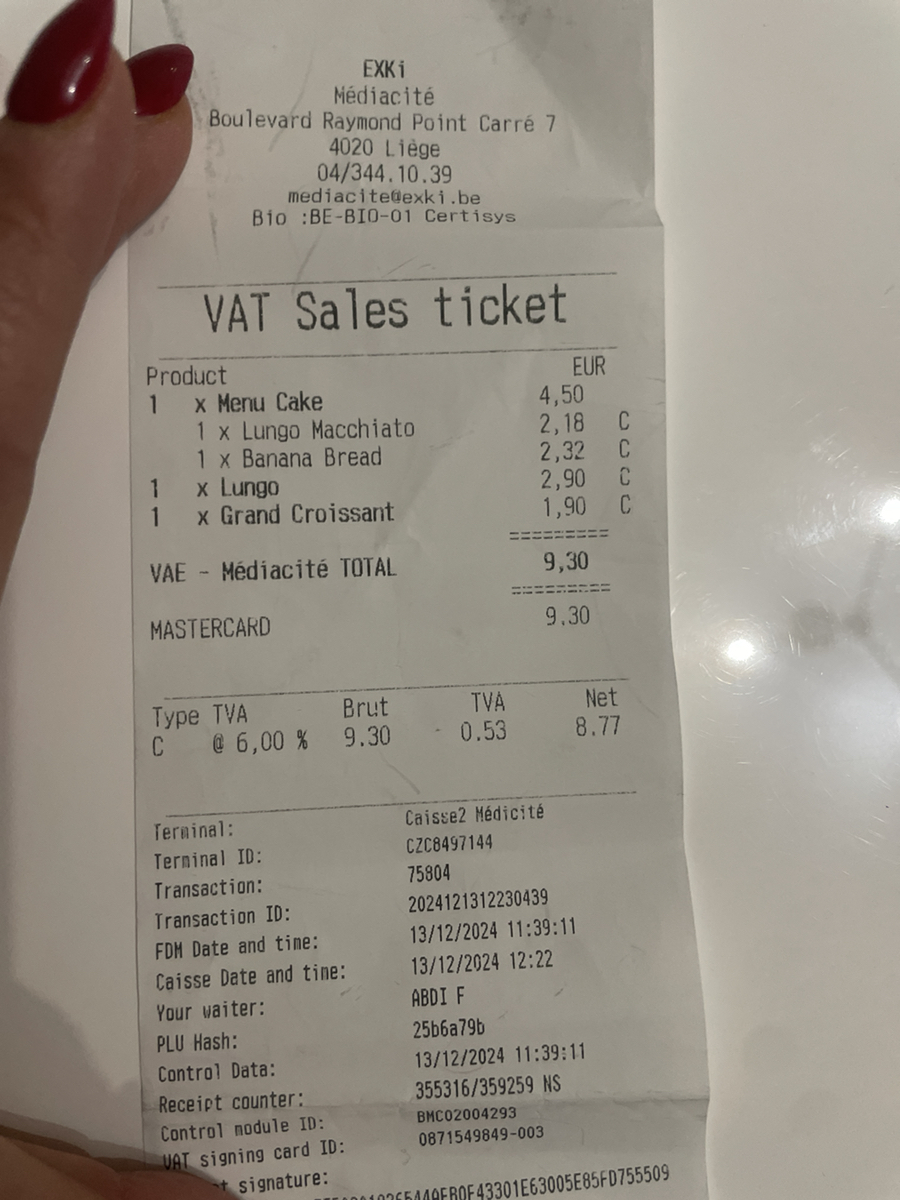 EXKi
Médiacité
Boulevard Raymond Point Carré 7
4020 Liège
04/344.10.39
mediacite@exki.be
Bio :BE-BIO-01 Certisys
VAT Sales ticket
Product EUR
1 x Menu Cake 4,50
1 x Lungo Macchiato 2,18 C
1 x Banana Bread 2,32 C
1 x Lungo 2,90 C
1 x Grand Croissant 1,90 C
=========
VAE - Médiacité TOTAL 9,30
=========
MASTERCARD 9.30
Type TVA Brut TVA Net
C @ 6,00 % 9.30 0.53 8.77
Terminal: Caisse2 Médicité
Terminal ID: CZC8497144
Transaction: 75804
Transaction ID: 2024121312230439
FDM Date and time: 13/12/2024 11:39:11
Caisse Date and time: 13/12/2024 12:22
Your waiter: ABDI F
PLU Hash: 25b6a79b
Control Data: 13/12/2024 11:39:11
Receipt counter: 355316/359259 NS
Control module ID: BMC02004293
VAT signing card ID: 0871549849-003
signature: